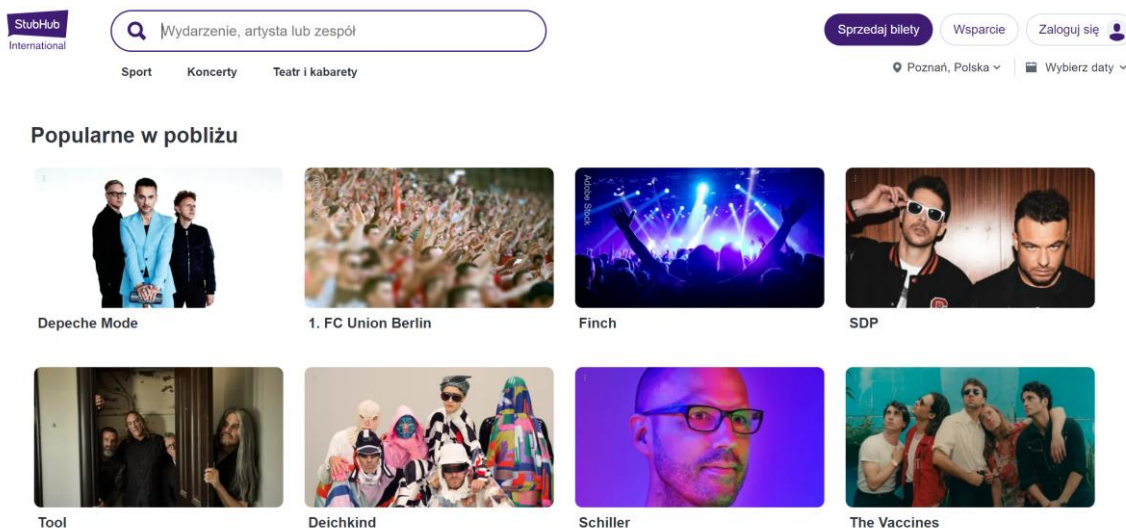 StubHub
International
Wydarzenie, artysta lub zespół
Sprzedaj bilety
Wsparcie
Zaloguj się
Sport
Koncerty
Teatr i kabarety
Poznań, Polska
Wybierz daty
Popularne w pobliżu
Adobe Stock
Depeche Mode
1. FC Union Berlin
Finch
SDP
Tool
Deichkind
Schiller
The Vaccines